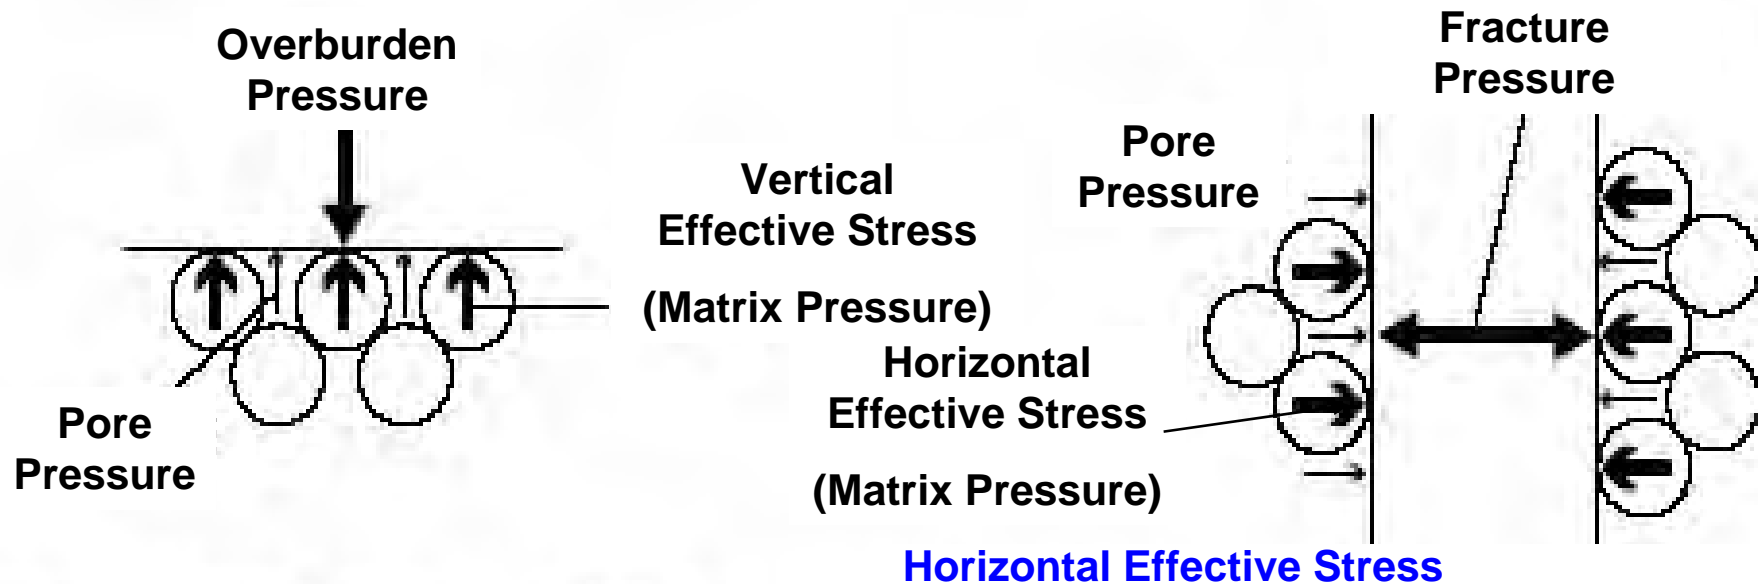 Overburden
Pressure
Vertical
Effective Stress
(Matrix Pressure)
Pore
Pressure
Fracture
Pressure
Pore
Pressure
Horizontal
Effective Stress
(Matrix Pressure)
Horizontal Effective Stress